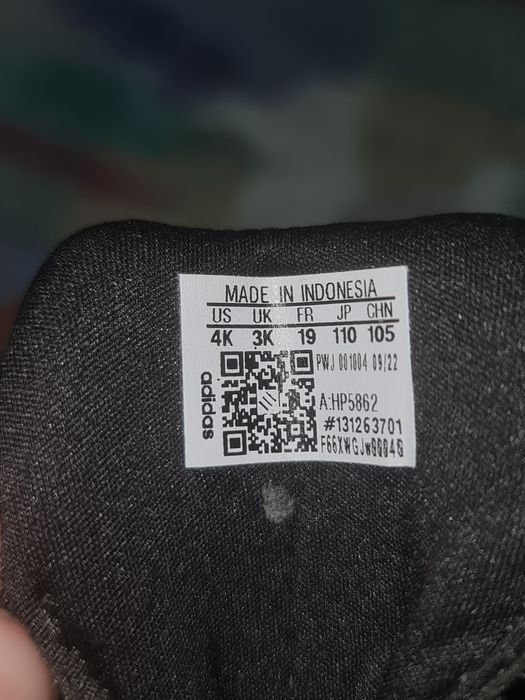 MADE IN INDONESIA
US UK FR JP CHN
4K 3K 19 110 105
adidas
PWJ 001004 09/22
A:HP5862
#131263701